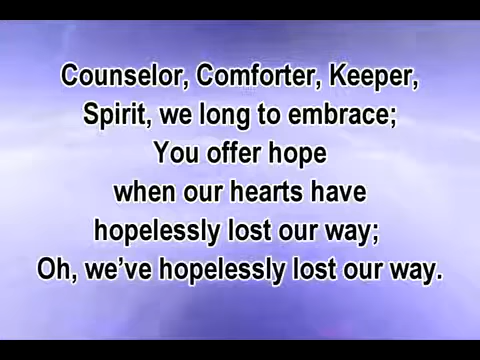 Counselor, Comforter, Keeper,
Spirit, we long to embrace;
You offer hope
when our hearts have
hopelessly lost our way;
Oh, we’ve hopelessly lost our way.